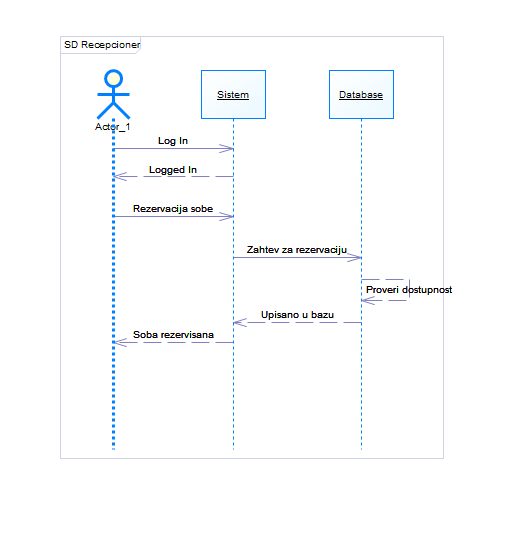 SD Recepcioner
Sistem
Database
Actor_1
Log In
Logged In
Rezervacija sobe
Zahtev za rezervaciju
Proveri dostupnost
Upisano u bazu
Soba rezervisana